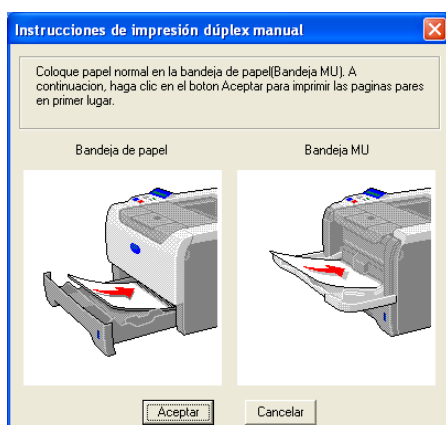 Instrucciones de impresión dúplex manual
Coloque papel normal en la bandeja de papel(Bandeja MU). A
continuacion, haga clic en el boton Aceptar para imprimir las paginas pares
en primer lugar.
Bandeja de papel
Bandeja MU
Aceptar
Cancelar